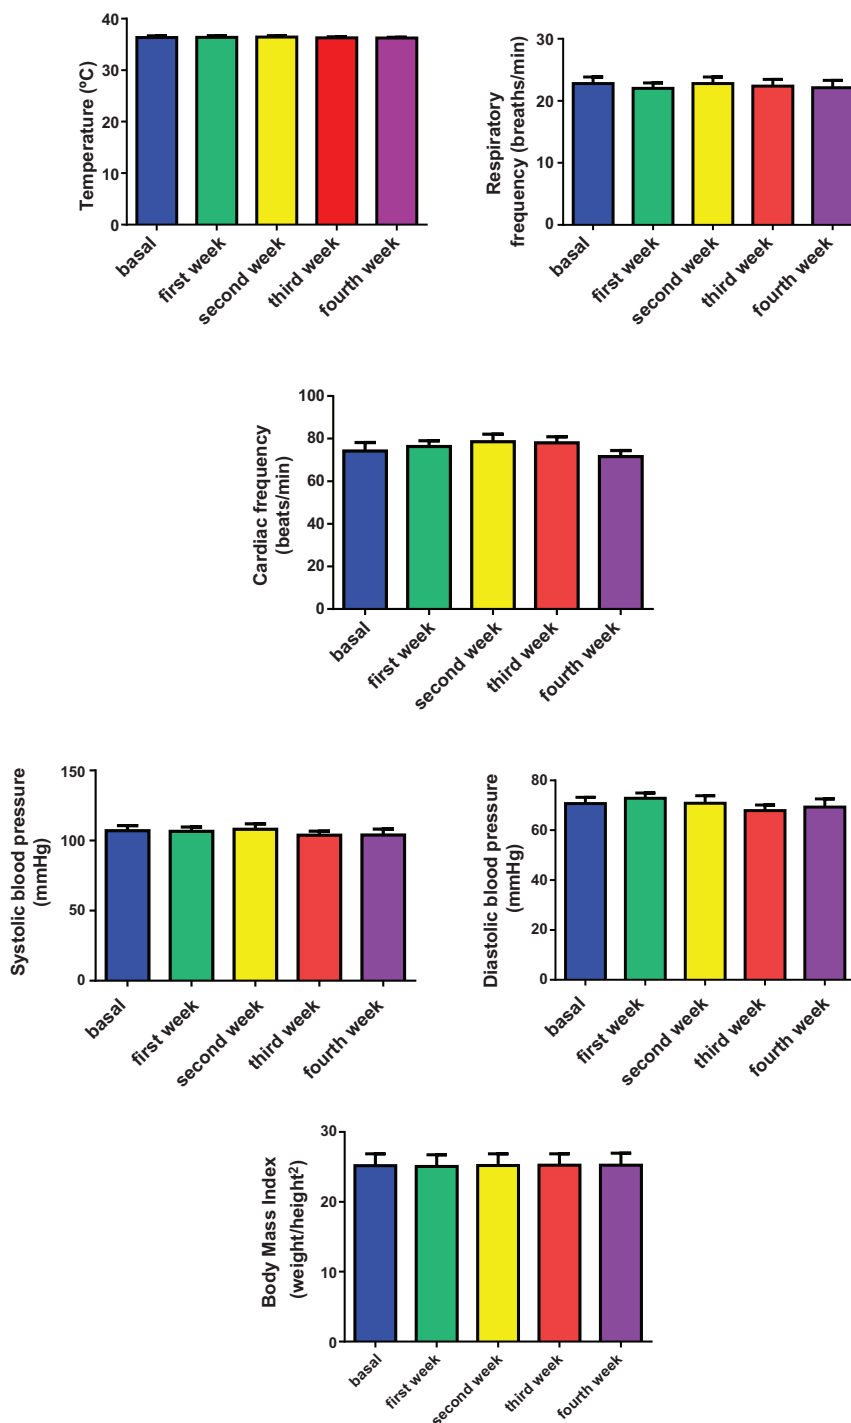 Temperature (ºC)
40
30
20
10
0
basal
first week
second week
third week
fourth week
Respiratory
frequency (breaths/min)
30
20
10
0
basal
first week
second week
third week
fourth week
Cardiac frequency
(beats/min)
100
80
60
40
20
0
basal
first week
second week
third week
fourth week
Systolic blood pressure
(mmHg)
150
100
50
0
basal
first week
second week
third week
fourth week
Diastolic blood pressure
(mmHg)
80
60
40
20
0
basal
first week
second week
third week
fourth week
Body Mass Index
(weight/height²)
30
20
10
0
basal
first week
second week
third week
fourth week